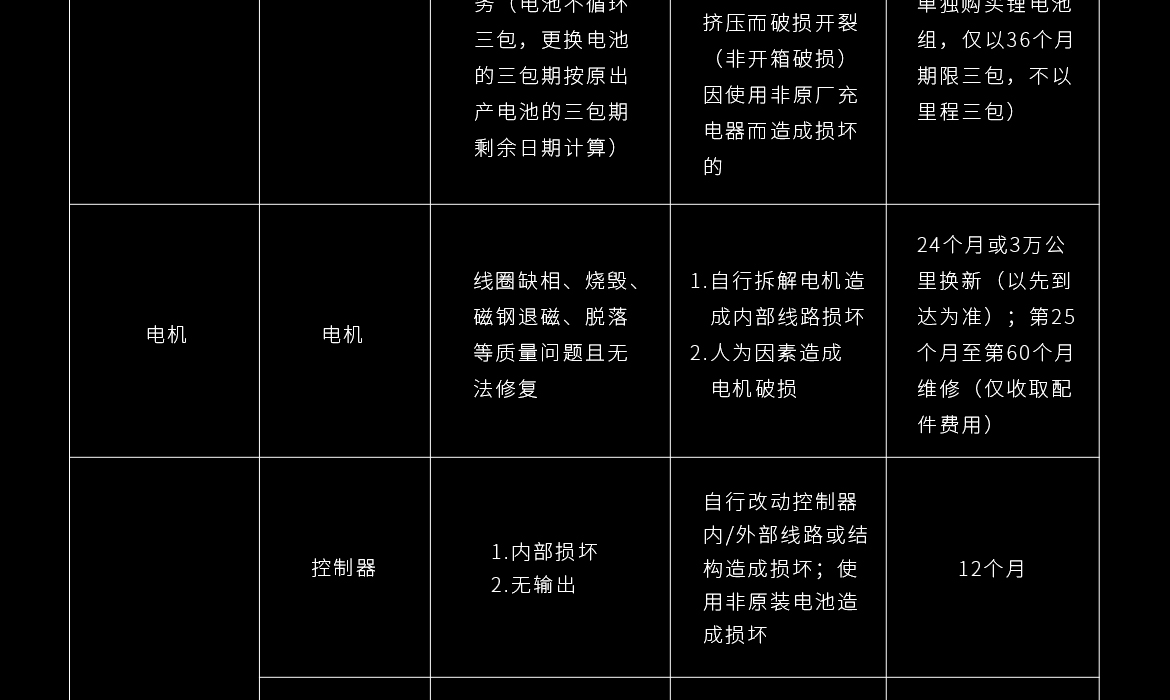 务（电池不循环
三包，更换电池
的三包期按原出
产电池的三包期
剩余日期计算）
挤压而破损开裂
（非开箱破损）
因使用非原厂充
电器而造成损坏
的
单独购买锂电池
组，仅以36个月
期限三包，不以
里程三包）
电机
电机
线圈缺相、烧毁、
磁钢退磁、脱落
等质量问题且无
法修复
1.自行拆解电机造
成内部线路损坏
2.人为因素造成
电机破损
24个月或3万公
里换新（以先到
达为准）；第25
个月至第60个月
维修（仅收取配
件费用）
控制器
1.内部损坏
2.无输出
自行改动控制器
内/外部线路或结
构造成损坏；使
用非原装电池造
成损坏
12个月